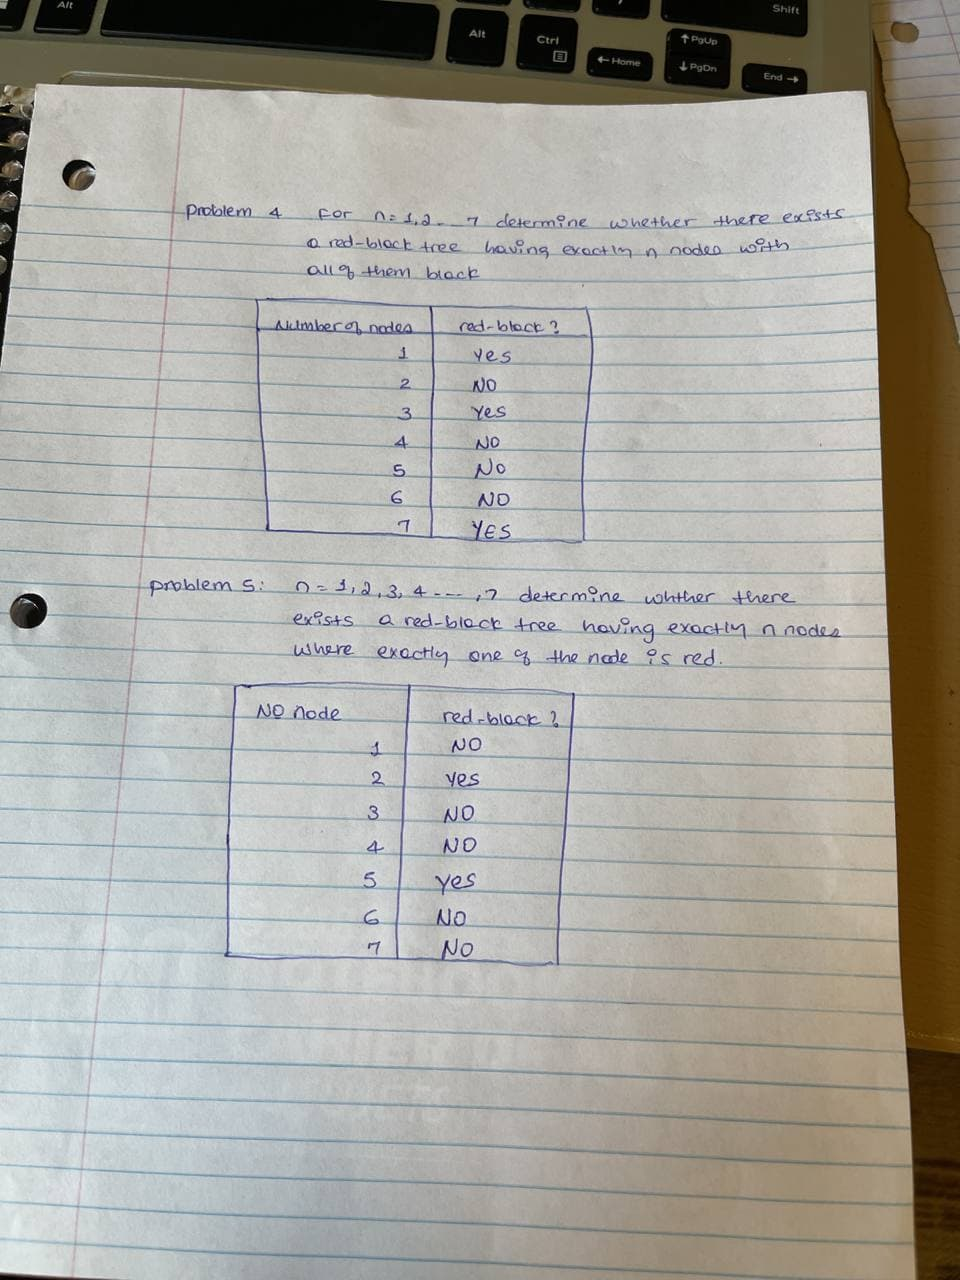 Alt
Alt
Ctrl
Shift
↑ PgUp
← Home
↓ PgDn
End →
Problem 4 For n=1,2 -- 7 determine whether there exists
a red-black tree having exactly n nodes with
all of them black
Number of nodes red-black?
1 Yes
2 NO
3 Yes
4 NO
5 NO
6 NO
7 YES
problem 5: n = 1,2,3,4 ---,7 determine whther there
exists a red-black tree having exactly n nodes
where exactly one of the node is red.
NO node red-black?
1 NO
2 yes
3 NO
4 NO
5 yes
6 NO
7 NO